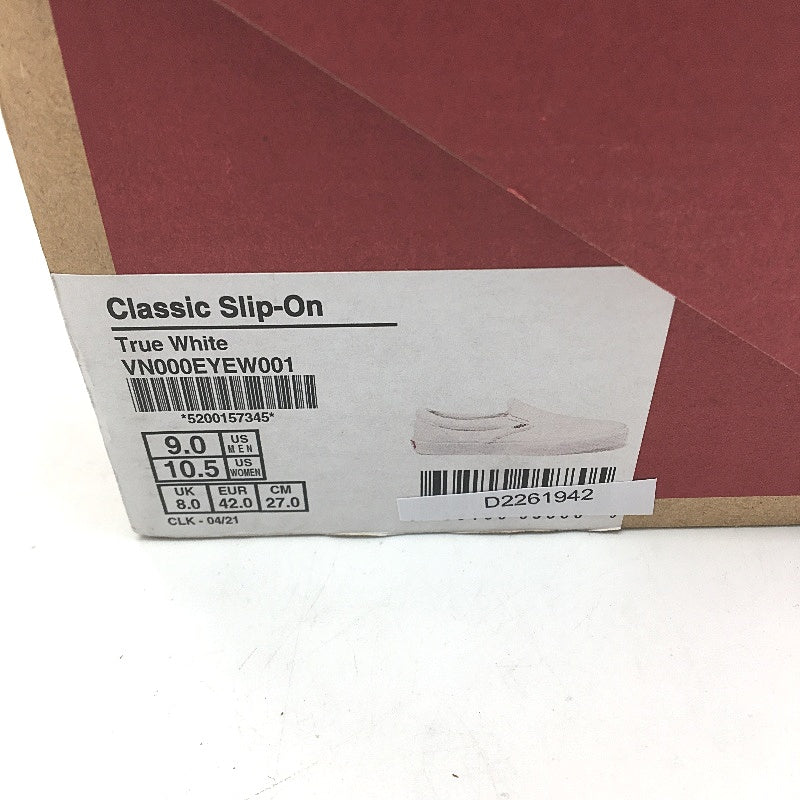 Classic Slip-On
True White
VN000EYEW001
*5200157345*
9.0 US MEN
10.5 US WOMEN
UK 8.0 EUR 42.0 CM 27.0
CLK - 04/21
D2261942